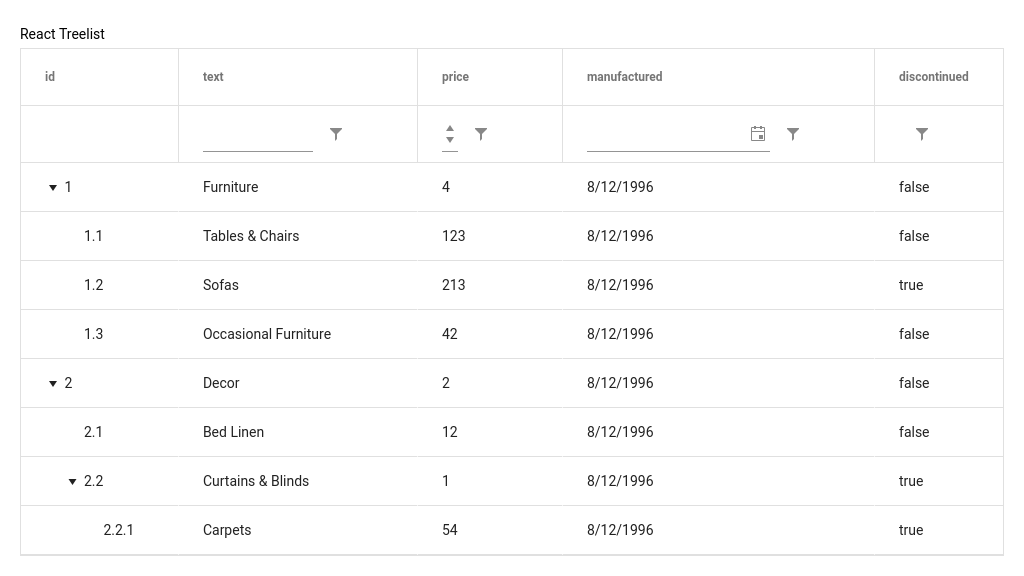 React Treelist
id text price manufactured discontinued
1 Furniture 4 8/12/1996 false
1.1 Tables & Chairs 123 8/12/1996 false
1.2 Sofas 213 8/12/1996 true
1.3 Occasional Furniture 42 8/12/1996 false
2 Decor 2 8/12/1996 false
2.1 Bed Linen 12 8/12/1996 false
2.2 Curtains & Blinds 1 8/12/1996 true
2.2.1 Carpets 54 8/12/1996 true